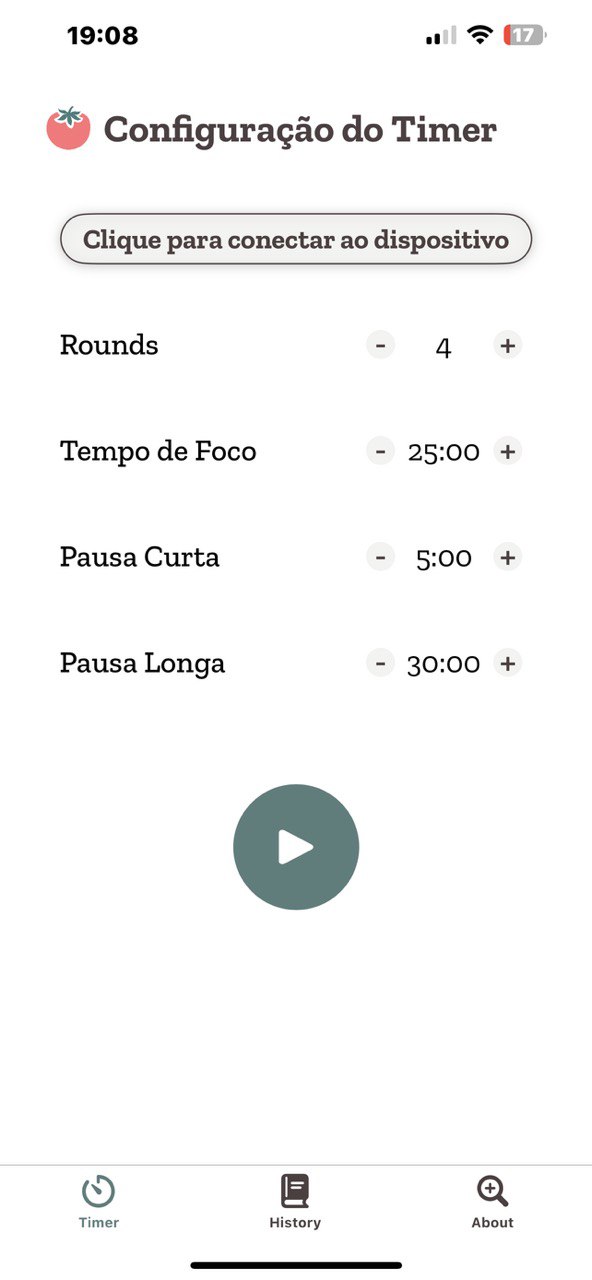 19:08
17
Configuração do Timer
Clique para conectar ao dispositivo
Rounds - 4 +
Tempo de Foco - 25:00 +
Pausa Curta - 5:00 +
Pausa Longa - 30:00 +
Timer History About